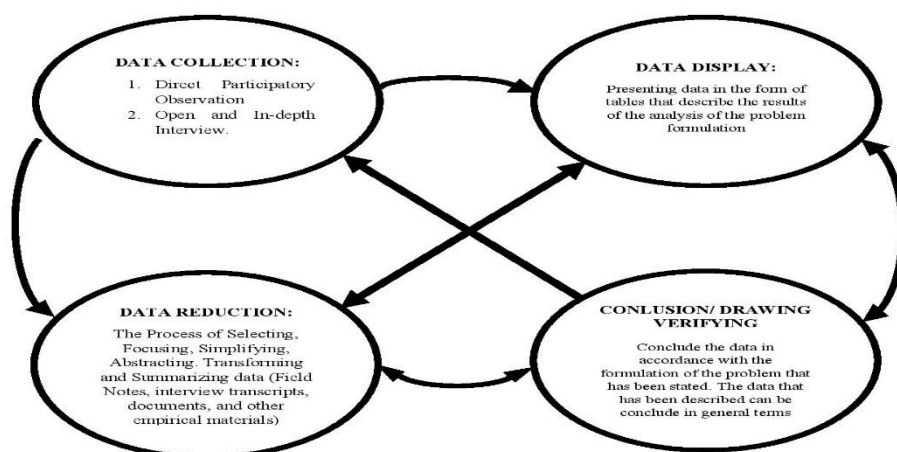 DATA COLLECTION:
1. Direct Participatory
Observation
2. Open and In-depth
Interview.
DATA DISPLAY:
Presenting data in the form of
tables that describe the results
of the analysis of the problem
formulation
DATA REDUCTION:
The Process of Selecting,
Focusing, Simplifying,
Abstracting. Transforming
and Summarizing data (Field
Notes, interview transcripts,
documents, and other
empirical materials)
CONLUSION/ DRAWING
VERIFYING
Conclude the data in
accordance with the
formulation of the problem that
has been stated. The data that
has been described can be
conclude in general terms